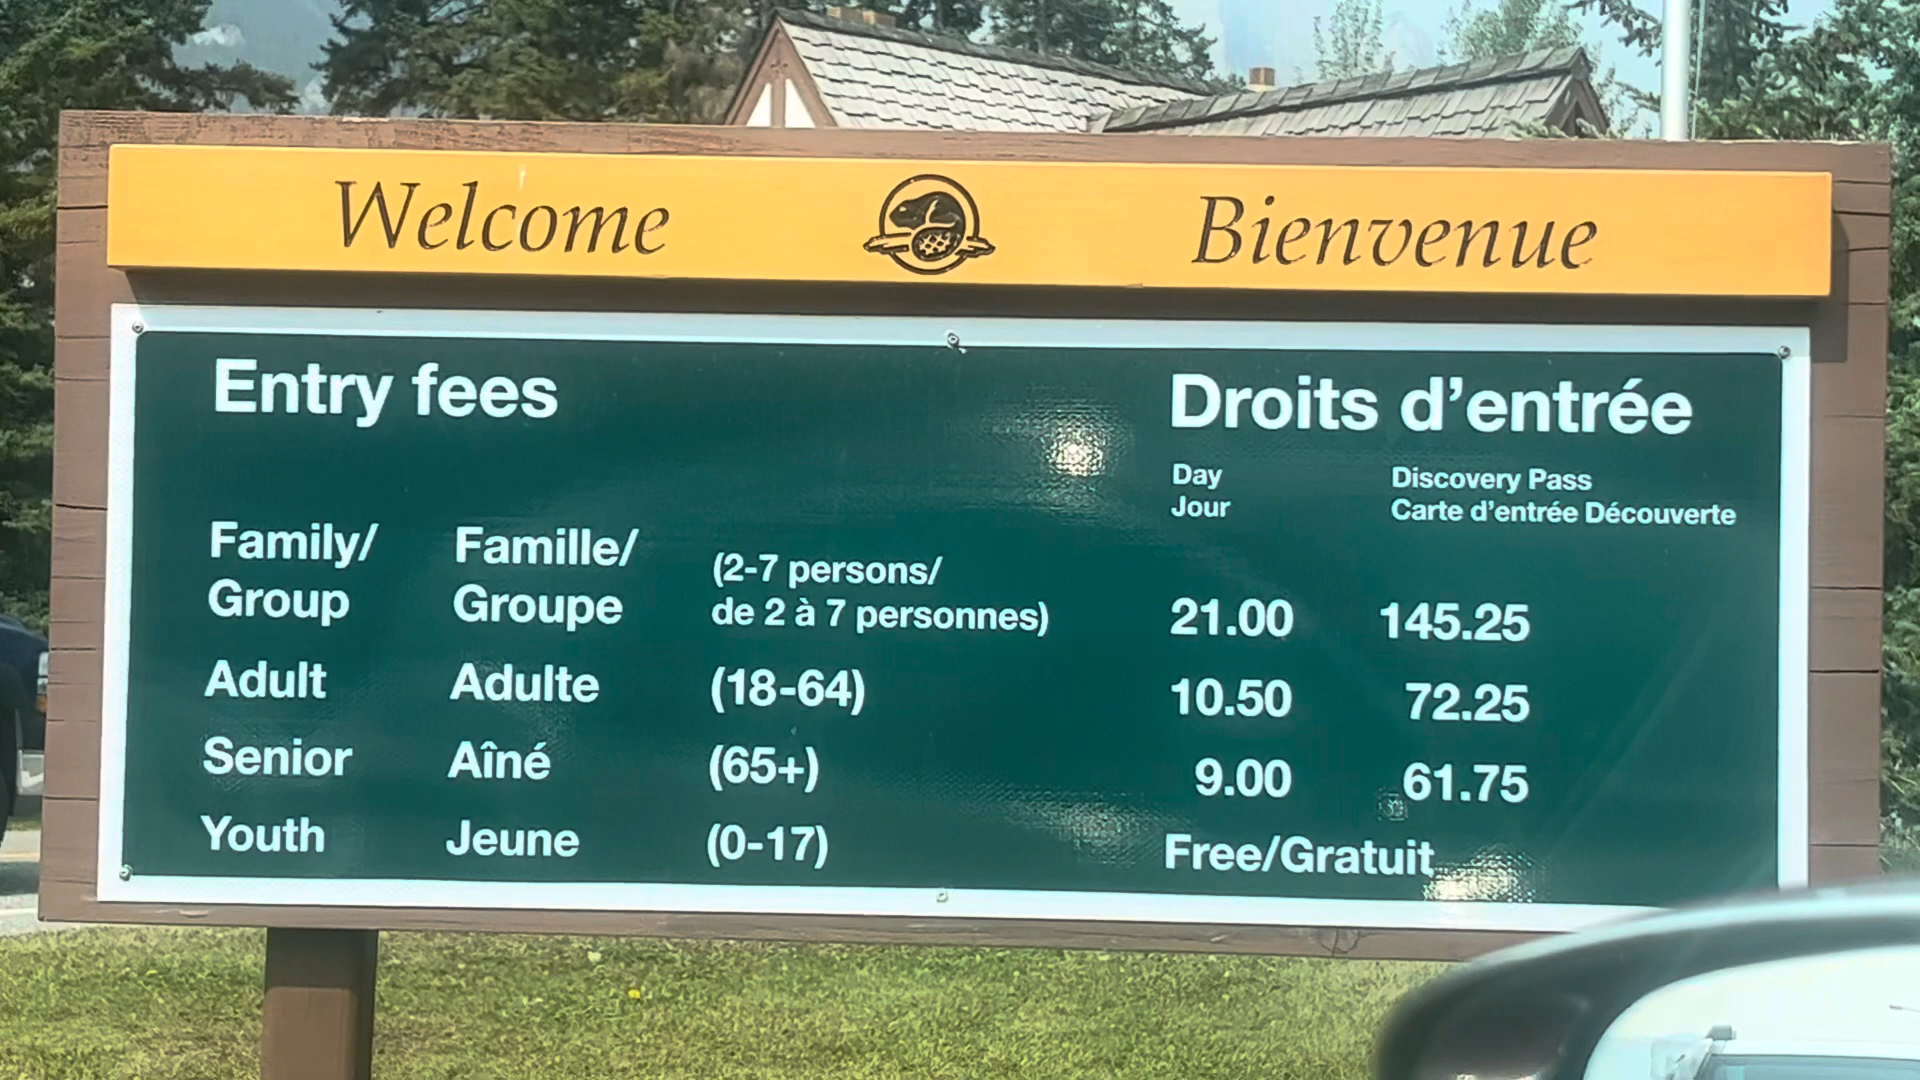 Welcome Bienvenue
Entry fees Droits d'entrée
Day Discovery Pass
Jour Carte d'entrée Découverte
Family/ Famille/ (2-7 persons/
Group Groupe de 2 à 7 personnes) 21.00 145.25
Adult Adulte (18-64) 10.50 72.25
Senior Aîné (65+) 9.00 61.75
Youth Jeune (0-17) Free/Gratuit